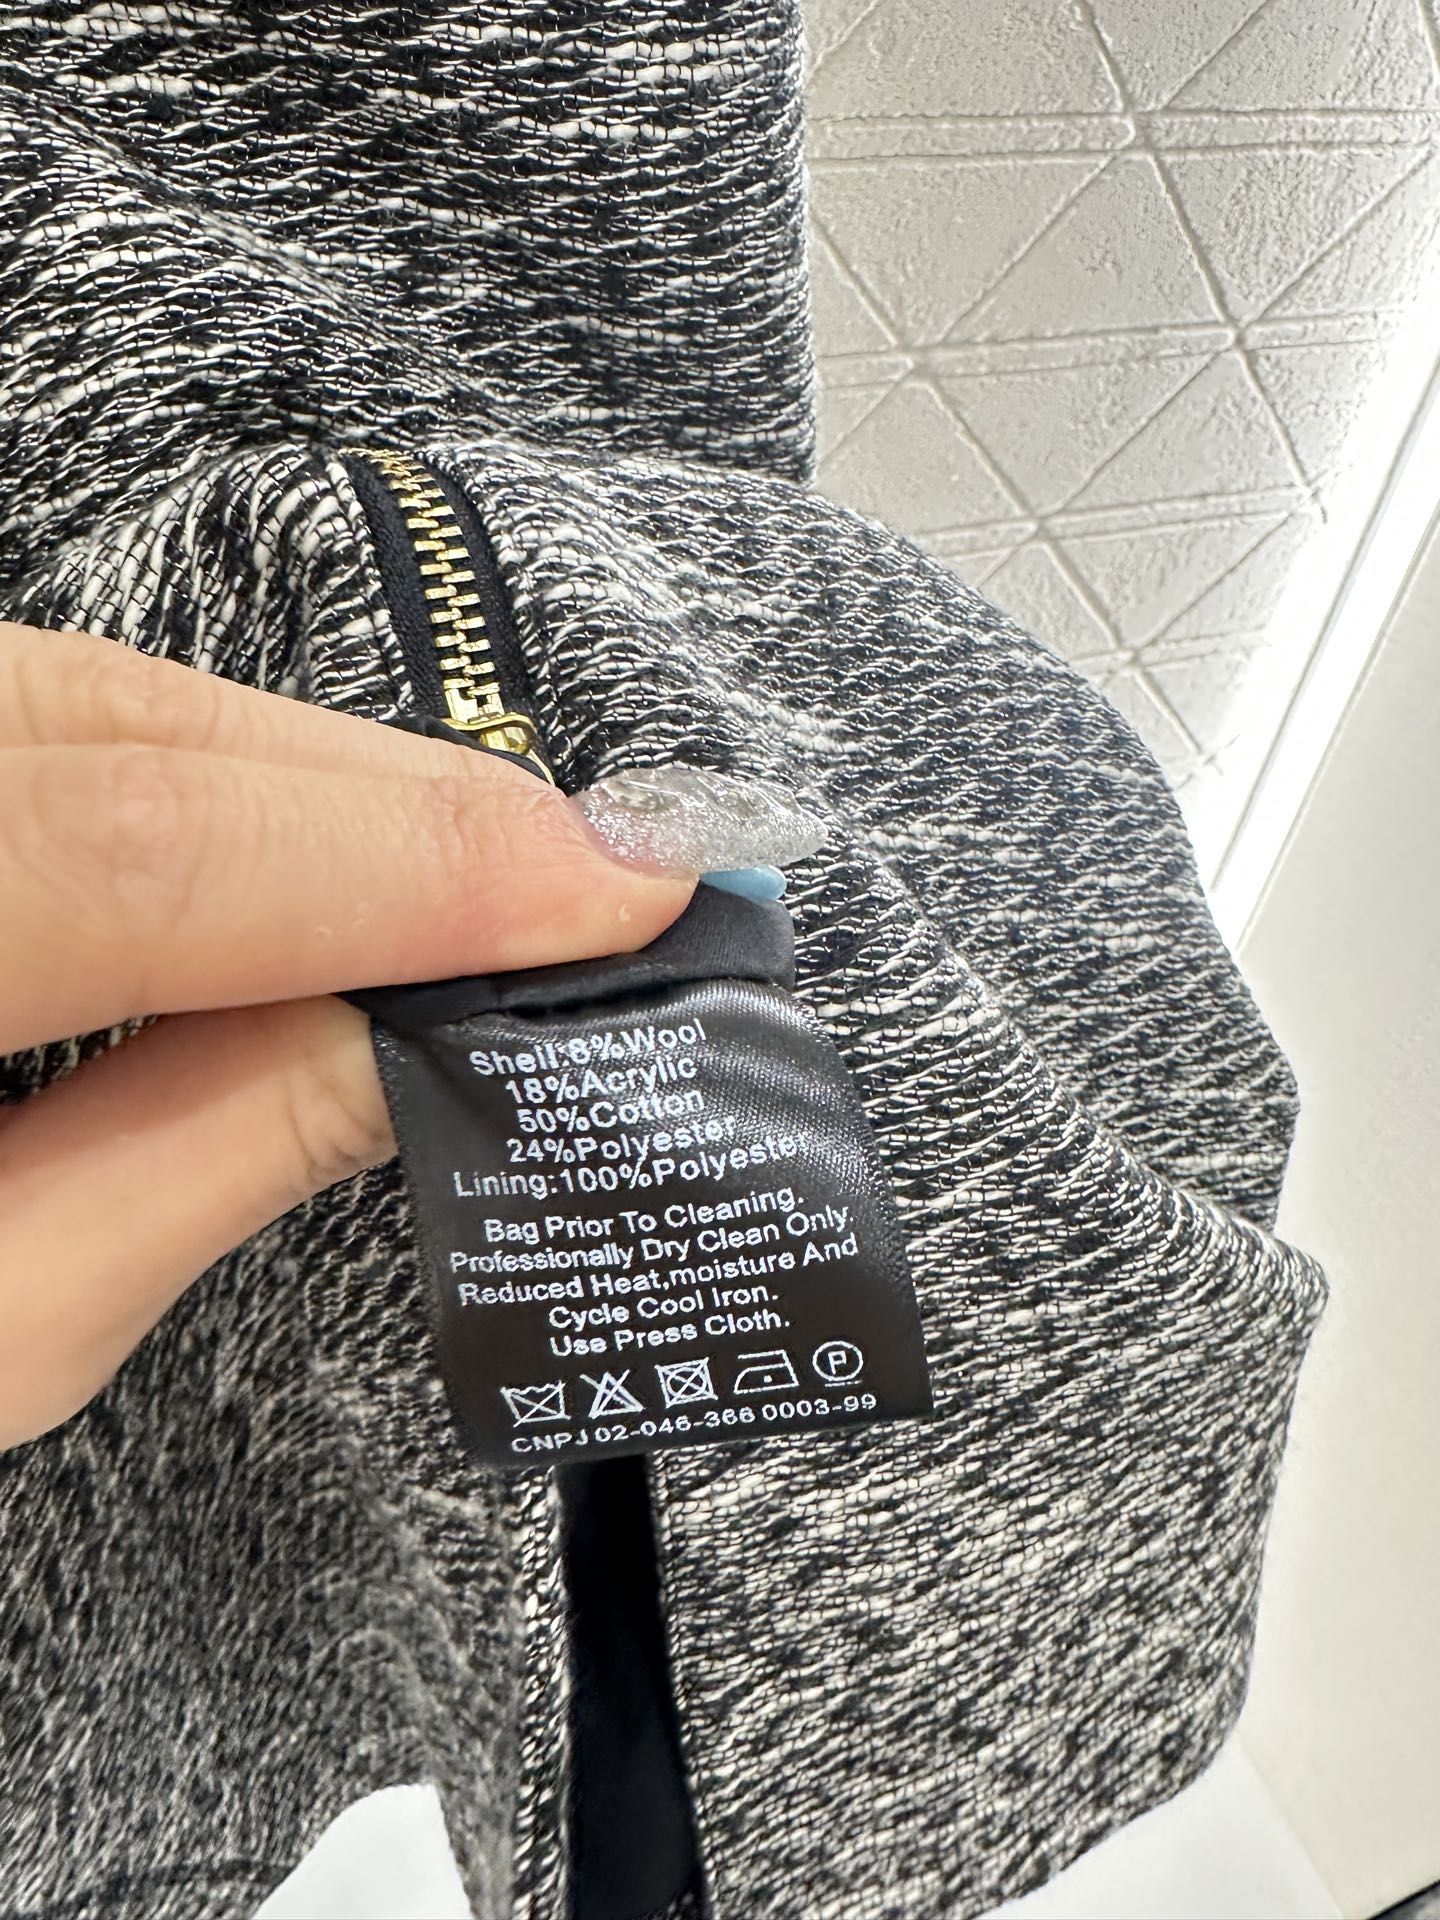 Shell:8%Wool
18%Acrylic
50%Cotton
24%Polyester
Lining:100%Polyester
Bag Prior To Cleaning.
Professionally Dry Clean Only.
Reduced Heat,moisture And
Cycle Cool Iron.
Use Press Cloth.
P
CNPJ 02-046-366 0003-99